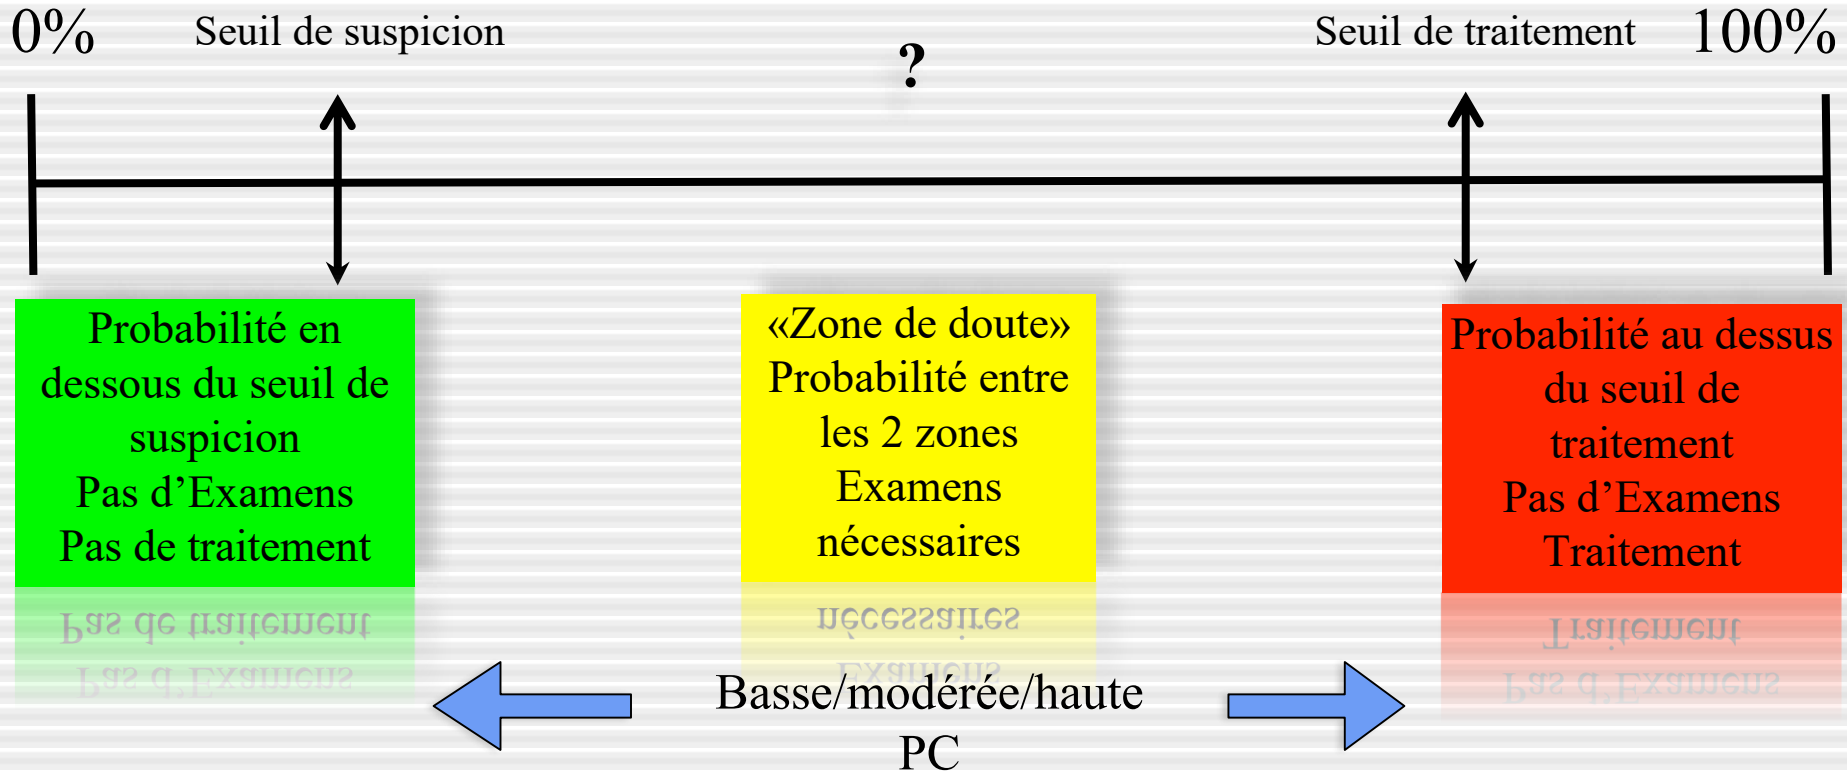 0%
Seuil de suspicion
?
Seuil de traitement
100%
Probabilité en
dessous du seuil de
suspicion
Pas d’Examens
Pas de traitement
«Zone de doute»
Probabilité entre
les 2 zones
Examens
nécessaires
Probabilité au dessus
du seuil de
traitement
Pas d’Examens
Traitement
Basse/modérée/haute
PC